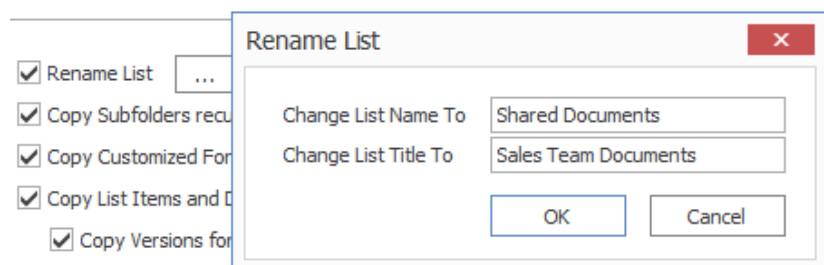 Rename List
Rename List ...
Copy Subfolders recu
Change List Name To Shared Documents
Copy Customized For
Change List Title To Sales Team Documents
Copy List Items and D
OK Cancel
Copy Versions for